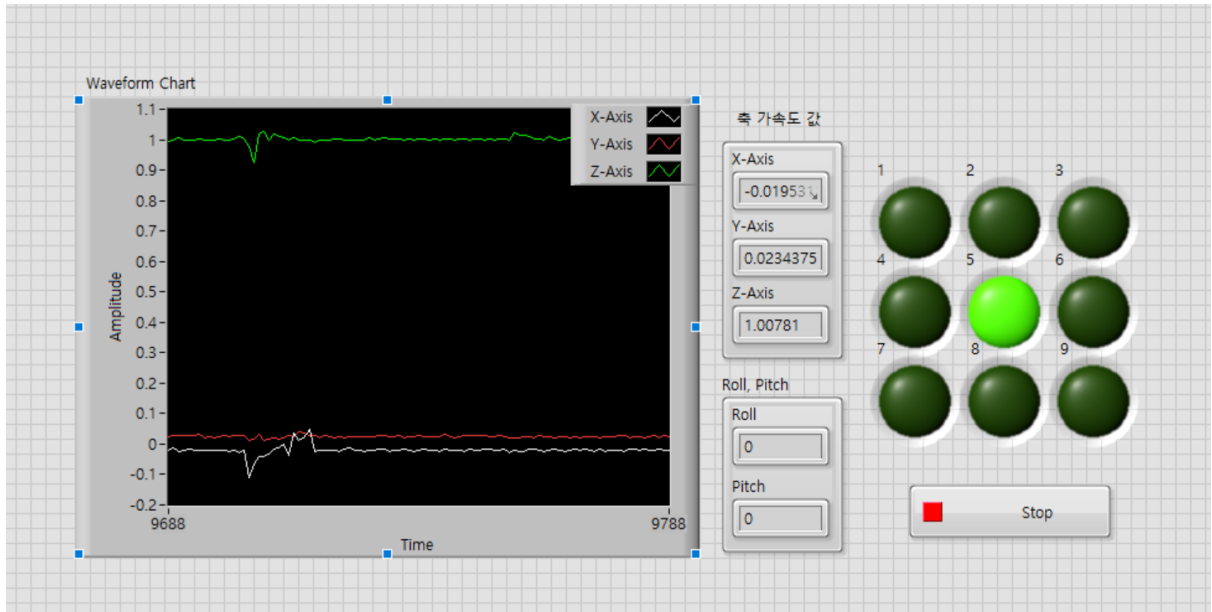 Waveform Chart
X-Axis
Y-Axis
Z-Axis
1.1
1
0.9
0.8
0.7
0.6
0.5
0.4
0.3
0.2
0.1
0
-0.1
-0.2
Amplitude
9688
9788
Time
축 가속도 값
X-Axis
-0.01953
Y-Axis
0.0234375
Z-Axis
1.00781
Roll, Pitch
Roll
0
Pitch
0
1
2
3
4
5
6
7
8
9
Stop